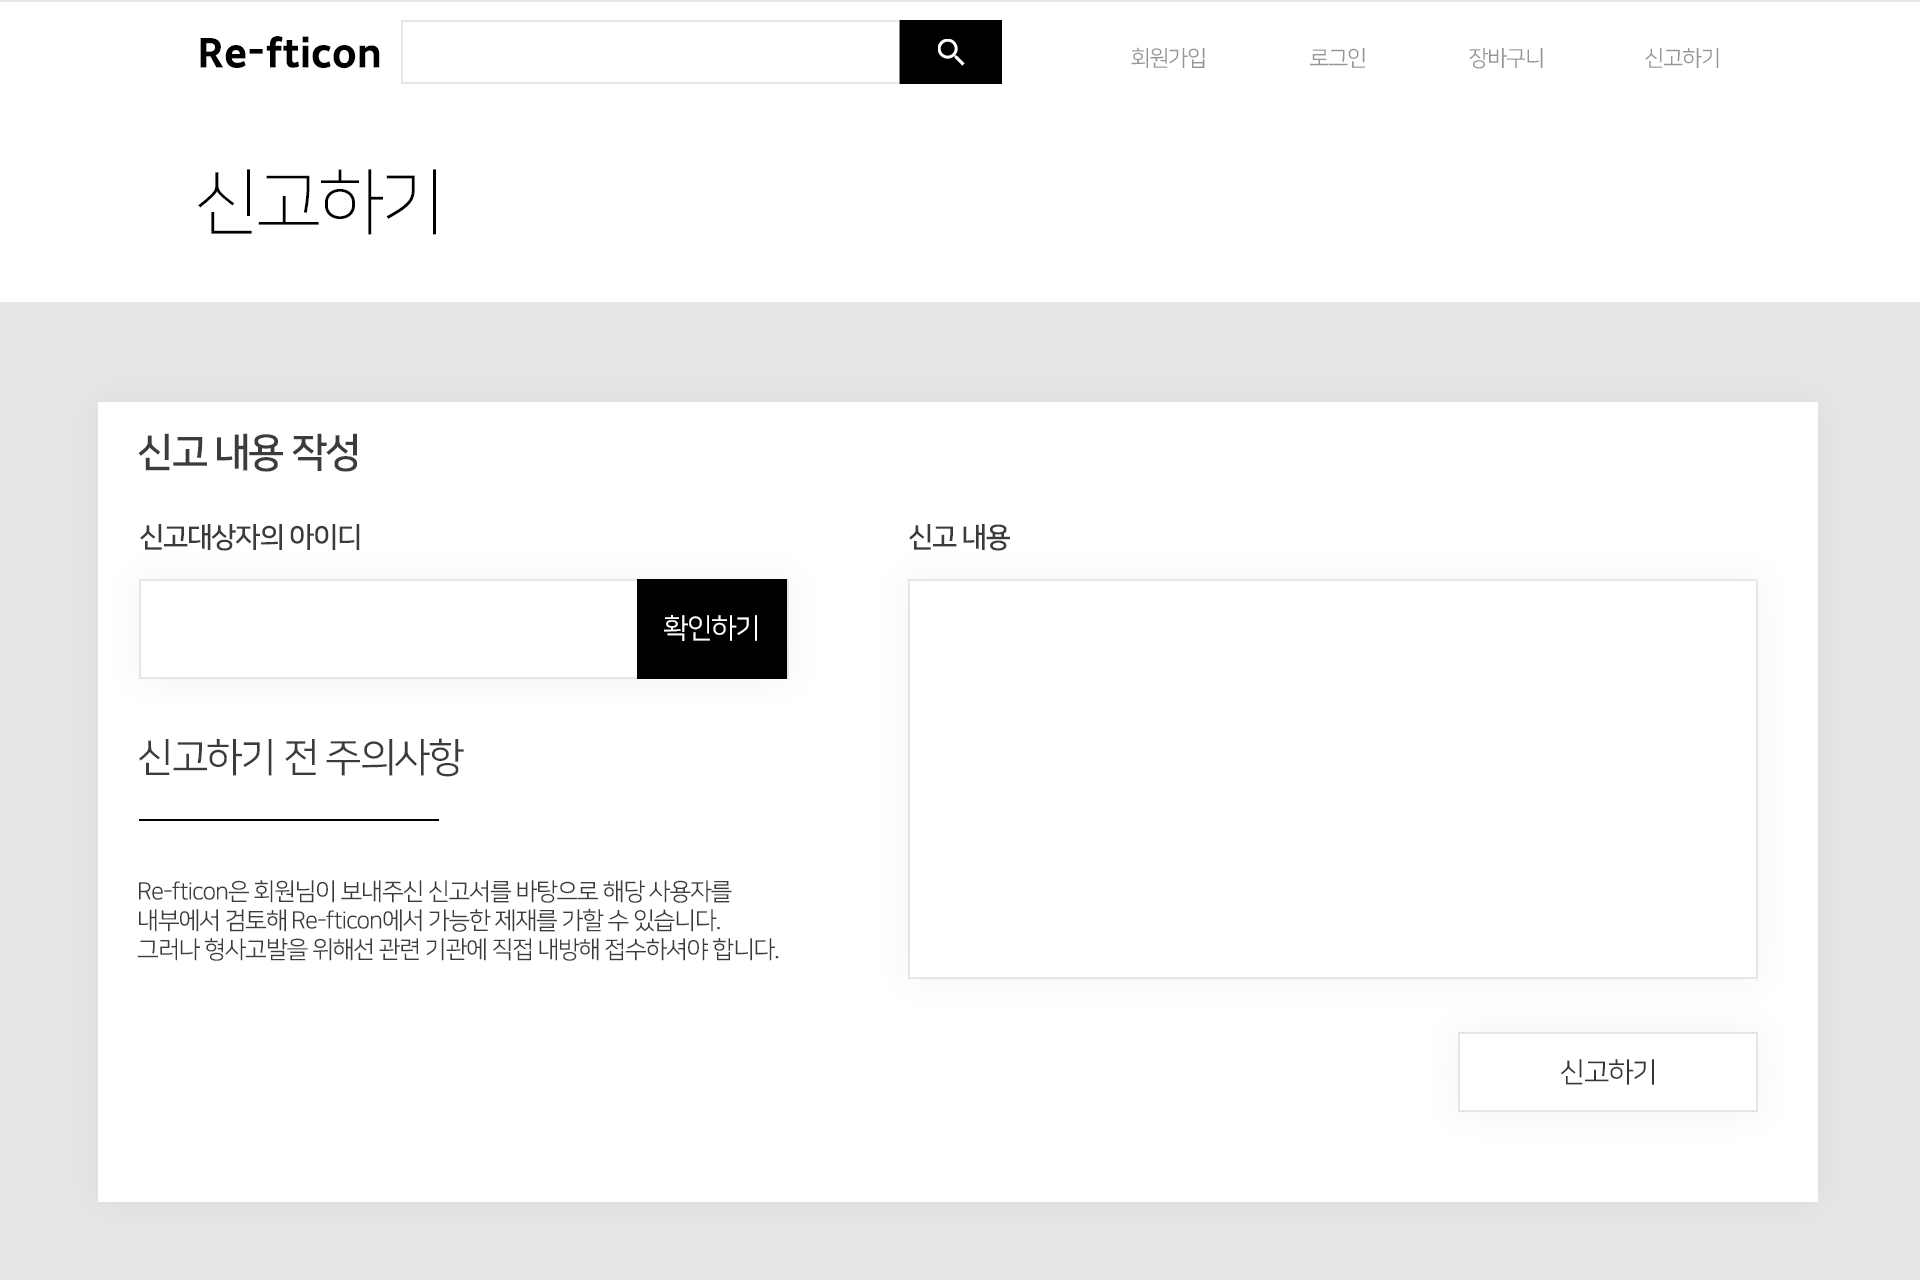 Re-fticon
회원가입
로그인
장바구니
신고하기
신고하기
신고 내용 작성
신고대상자의 아이디
확인하기
신고하기 전 주의사항
Re-fticon은 회원님이 보내주신 신고서를 바탕으로 해당 사용자를
내부에서 검토해 Re-fticon에서 가능한 제재를 가할 수 있습니다.
그러나 형사고발을 위해선 관련 기관에 직접 내방해 접수하셔야 합니다.
신고 내용
신고하기